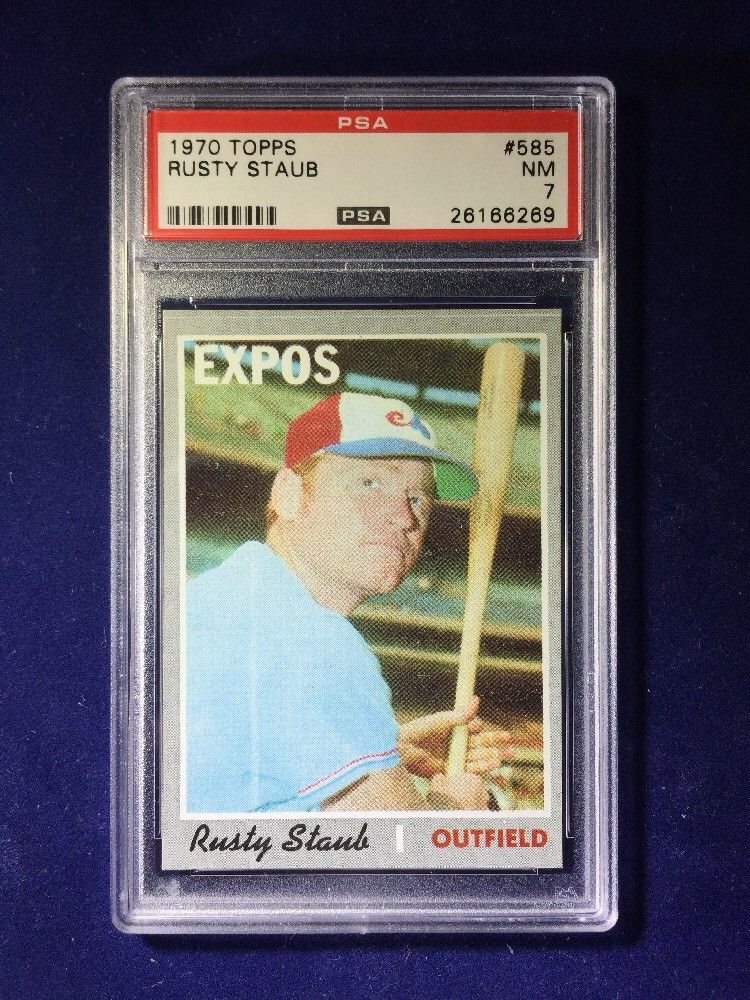 PSA
1970 TOPPS #585
RUSTY STAUB NM
7
PSA 26166269
EXPOS
Rusty Staub OUTFIELD